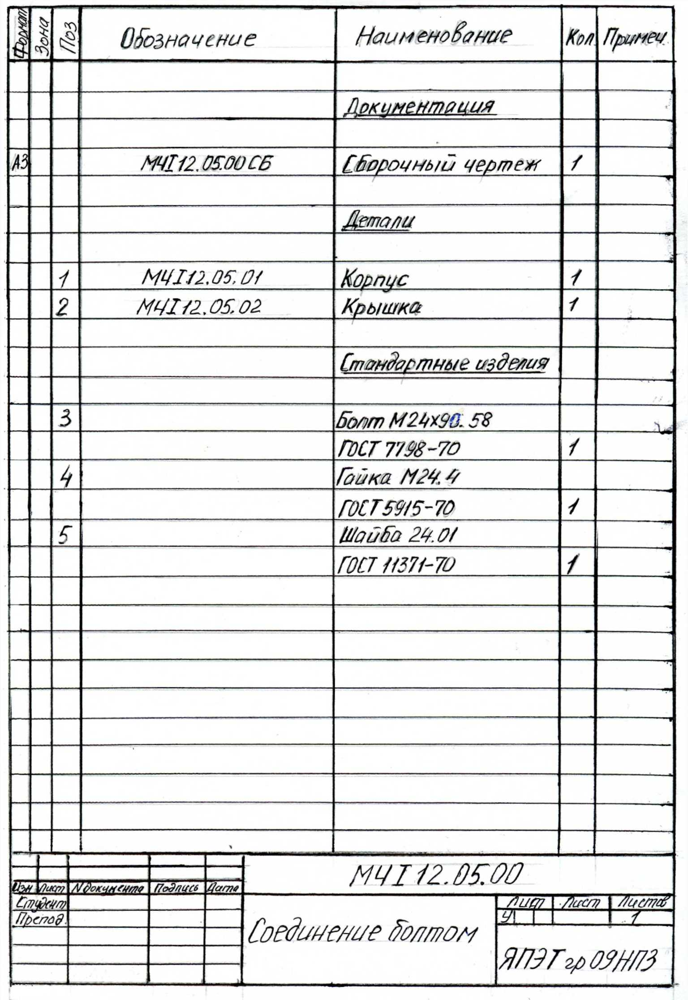 Формат Зона Поз Обозначение Наименование Кол. Примеч.
Документация
А3 МЧI12.05.00СБ Сборочный чертеж 1
Детали
1 МЧI12.05.01 Корпус 1
2 МЧI12.05.02 Крышка 1
Стандартные изделия
3 Болт М24х90.58
ГОСТ 7798-70 1
4 Гайка М24.4
ГОСТ 5915-70 1
5 Шайба 24.01
ГОСТ 11371-70 1
МЧI12.05.00
Изм Лист N документа Подпись Дата
Студент
Препод.
Соединение болтом
Лит Лист Листов
У 1
ЯПЭТ гр 09НП3